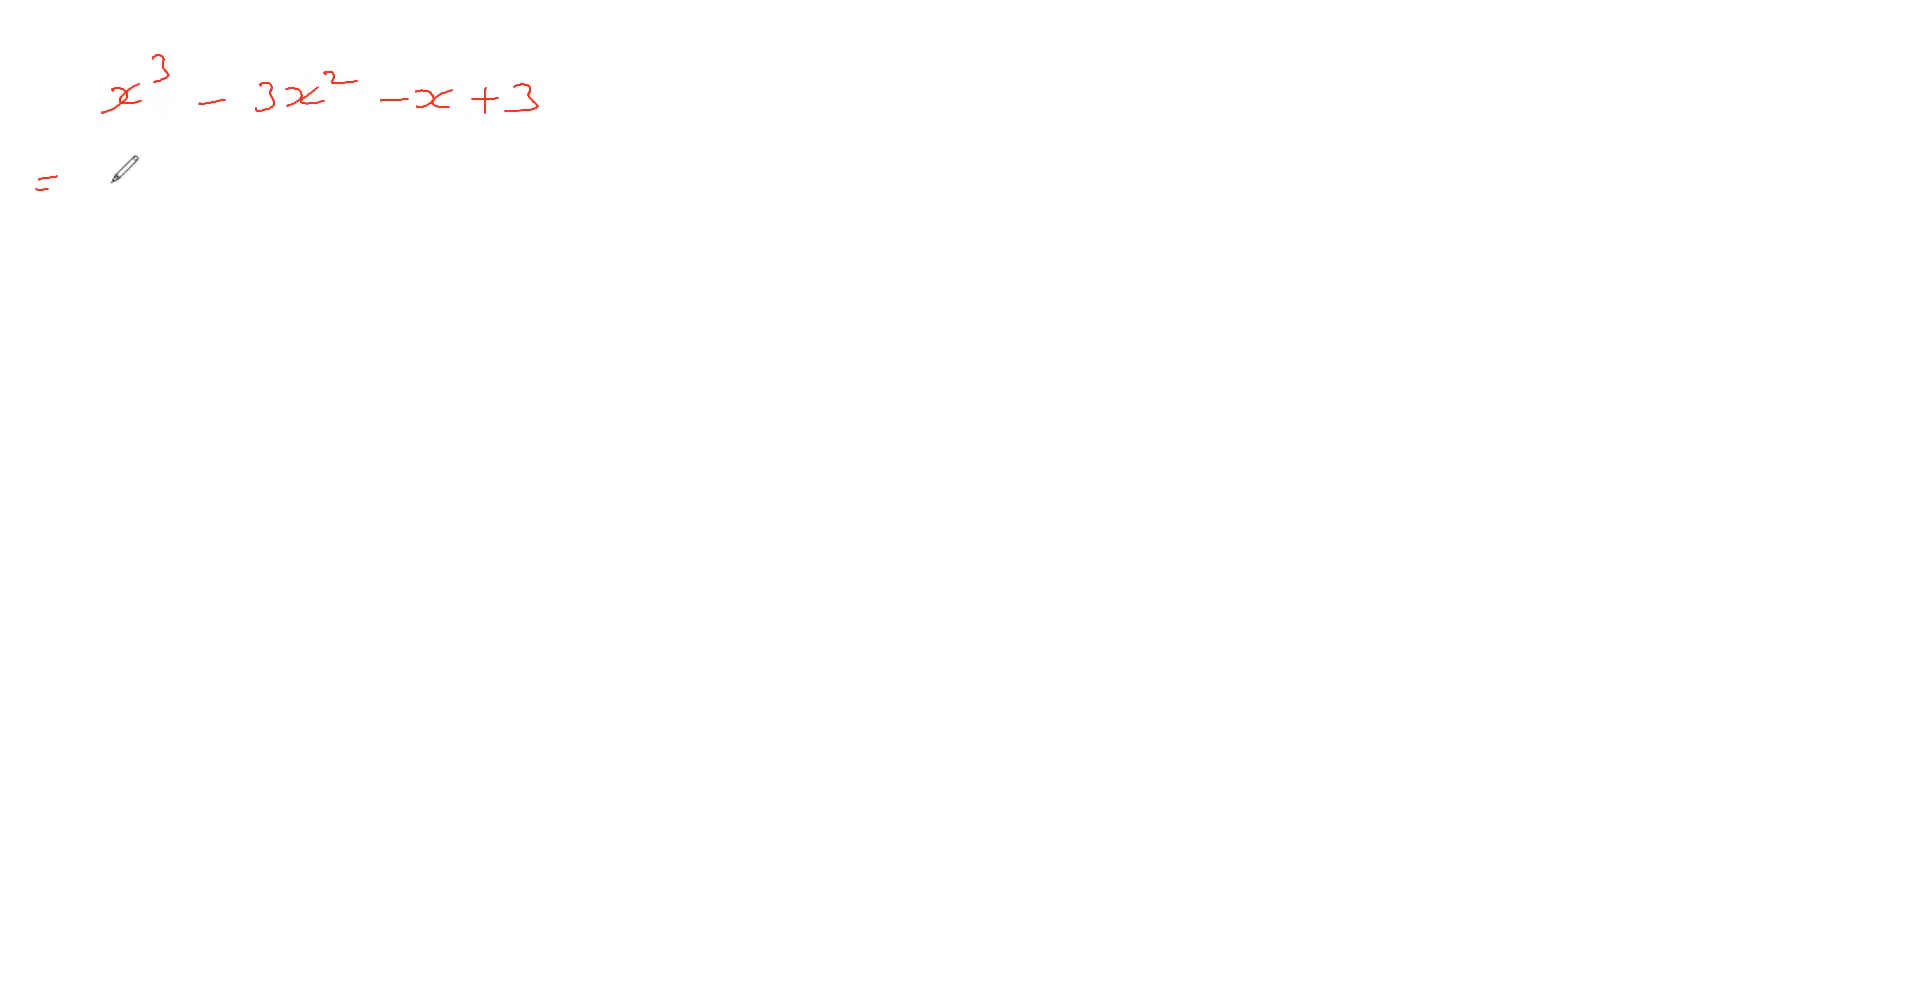 x³ - 3x² - x + 3
=